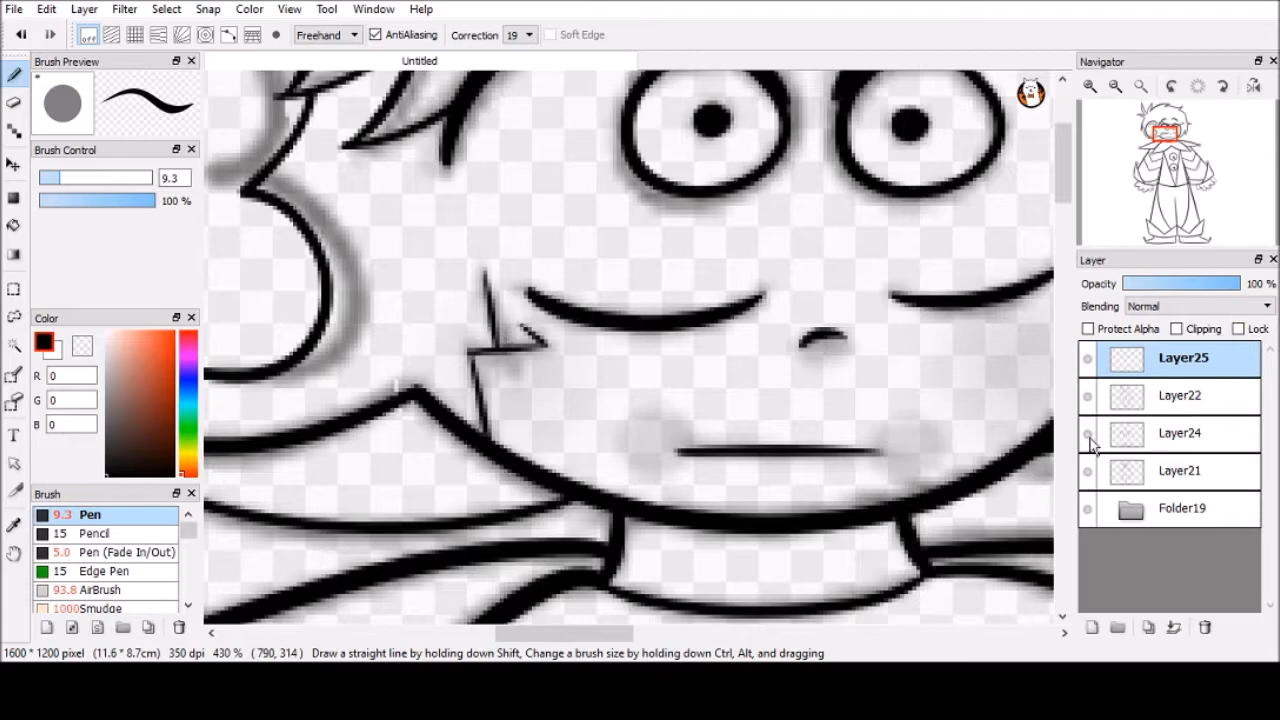 File Edit Layer Filter Select Snap Color View Tool Window Help
off Freehand AntiAliasing Correction 19 Soft Edge
Brush Preview
Untitled
Navigator
*
Brush Control
9.3
100 %
Color
R 0
G 0
B 0
Brush
9.3 Pen
15 Pencil
5.0 Pen (Fade In/Out)
15 Edge Pen
93.8 AirBrush
1000 Smudge
Layer
Opacity 100 %
Blending Normal
Protect Alpha Clipping Lock
Layer25
Layer22
Layer24
Layer21
Folder19
1600 * 1200 pixel (11.6 * 8.7cm) 350 dpi 430 % ( 790, 314 ) Draw a straight line by holding down Shift, Change a brush size by holding down Ctrl, Alt, and dragging